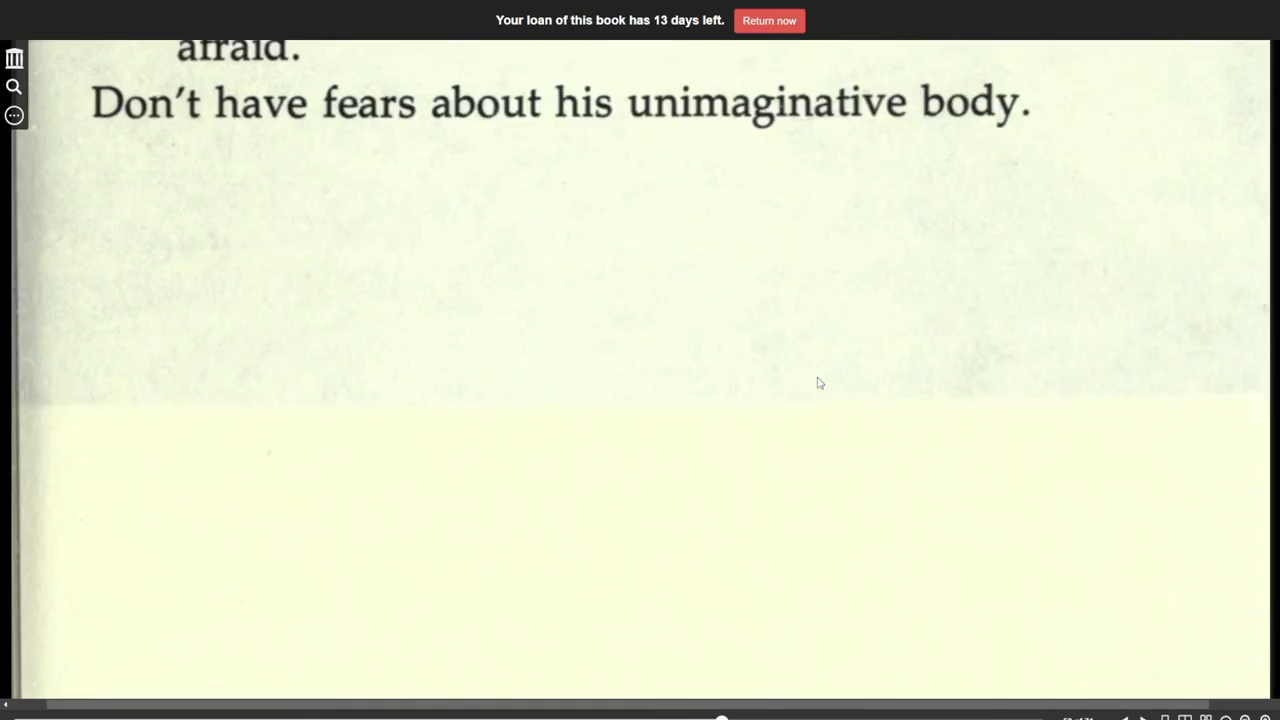 Your loan of this book has 13 days left. Return now
afraid.
Don't have fears about his unimaginative body.